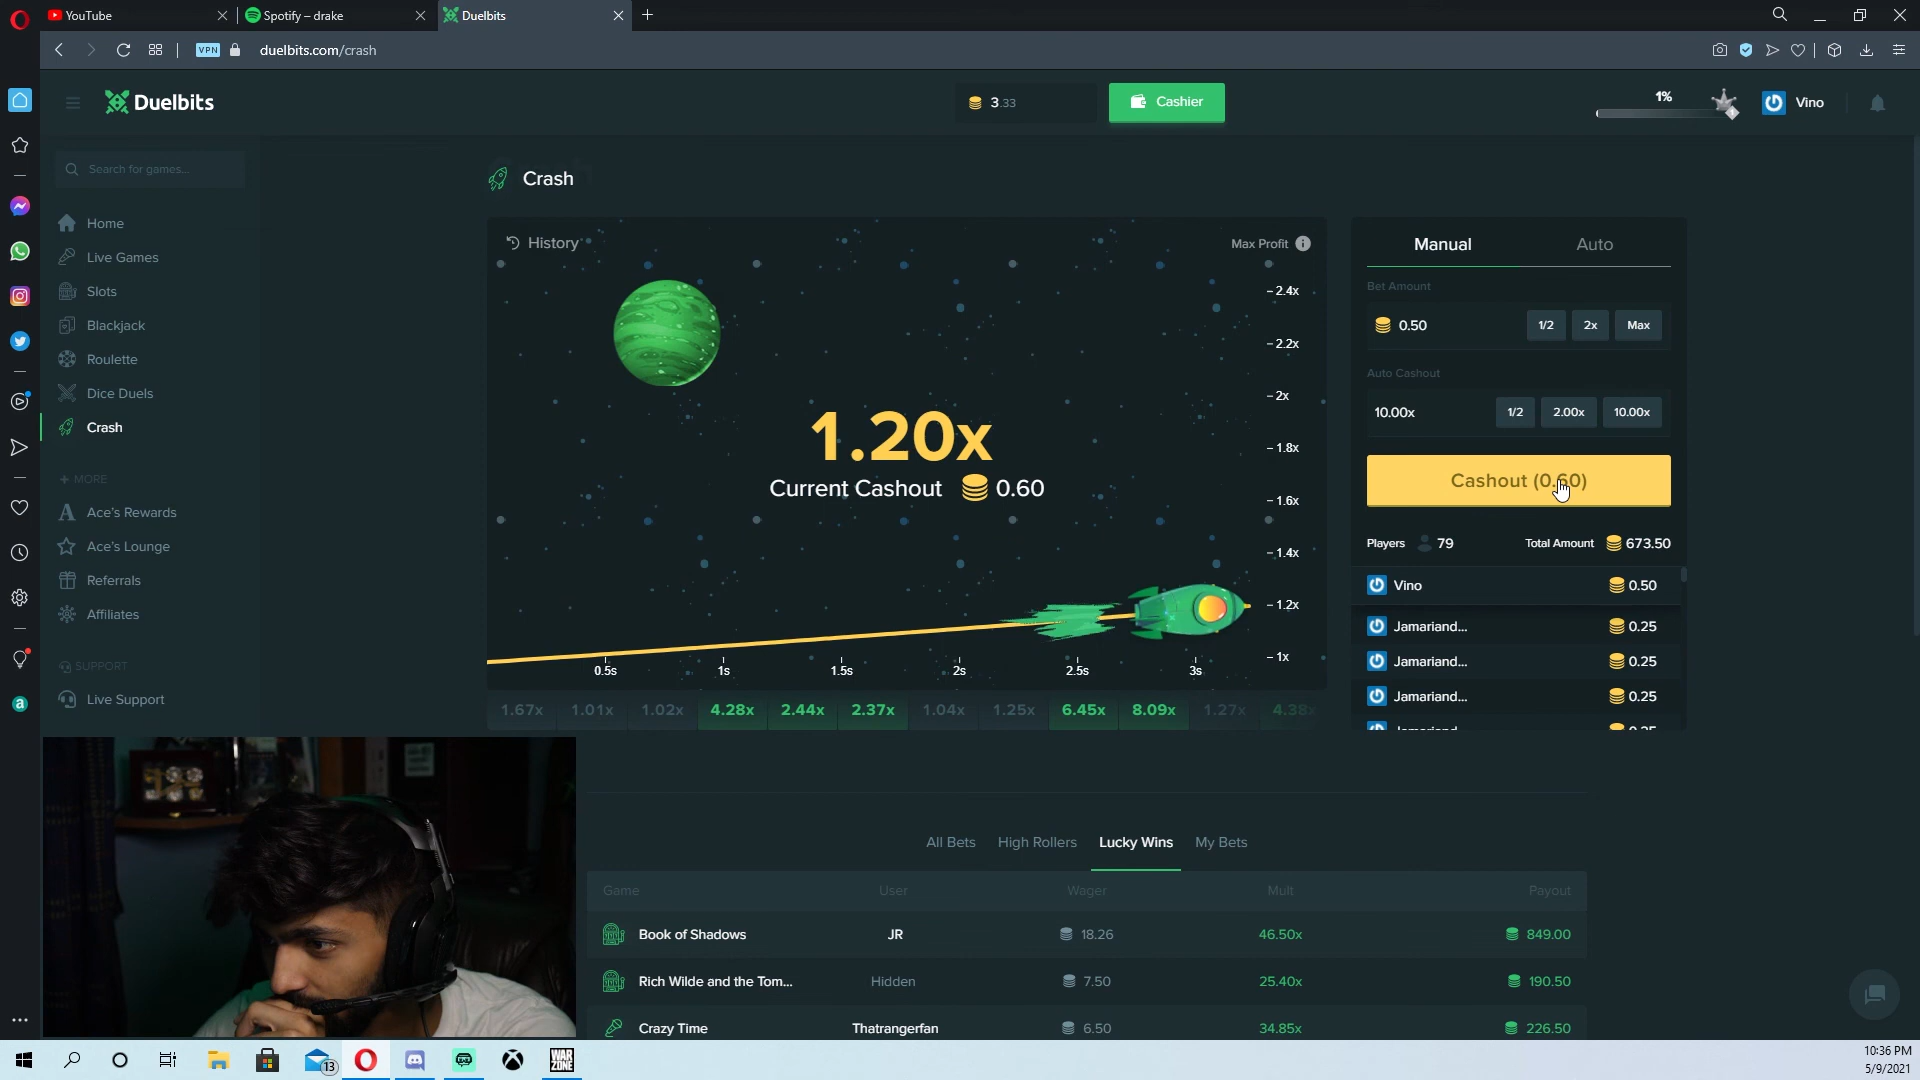 YouTube
Spotify – drake
Duelbits
VPN
duelbits.com/crash
Duelbits
3.33
Cashier
1%
1
Vino
Search for games...
Home
Live Games
Slots
Blackjack
Roulette
Dice Duels
Crash
MORE
Ace's Rewards
Ace's Lounge
Referrals
Affiliates
SUPPORT
Live Support
Crash
History
Max Profit
2.4x
2.2x
2x
1.8x
1.6x
1.4x
1.2x
1x
1.20x
Current Cashout 0.60
0.5s 1s 1.5s 2s 2.5s 3s
1.67x 1.01x 1.02x 4.28x 2.44x 2.37x 1.04x 1.25x 6.45x 8.09x 1.27x 4.38x
Manual Auto
Bet Amount
0.50 1/2 2x Max
Auto Cashout
10.00x 1/2 2.00x 10.00x
Cashout (0.60)
Players 79 Total Amount 673.50
Vino 0.50
Jamariand... 0.25
Jamariand... 0.25
Jamariand... 0.25
All Bets High Rollers Lucky Wins My Bets
Game User Wager Mult Payout
Book of Shadows JR 18.26 46.50x 849.00
Rich Wilde and the Tom... Hidden 7.50 25.40x 190.50
Crazy Time Thatrangerfan 6.50 34.85x 226.50
13
WAR
ZONE
10:36 PM
5/9/2021